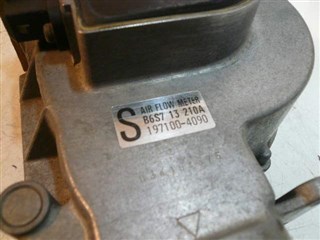 S AIR FLOW METER
B6S7 13 210A
197100-4090